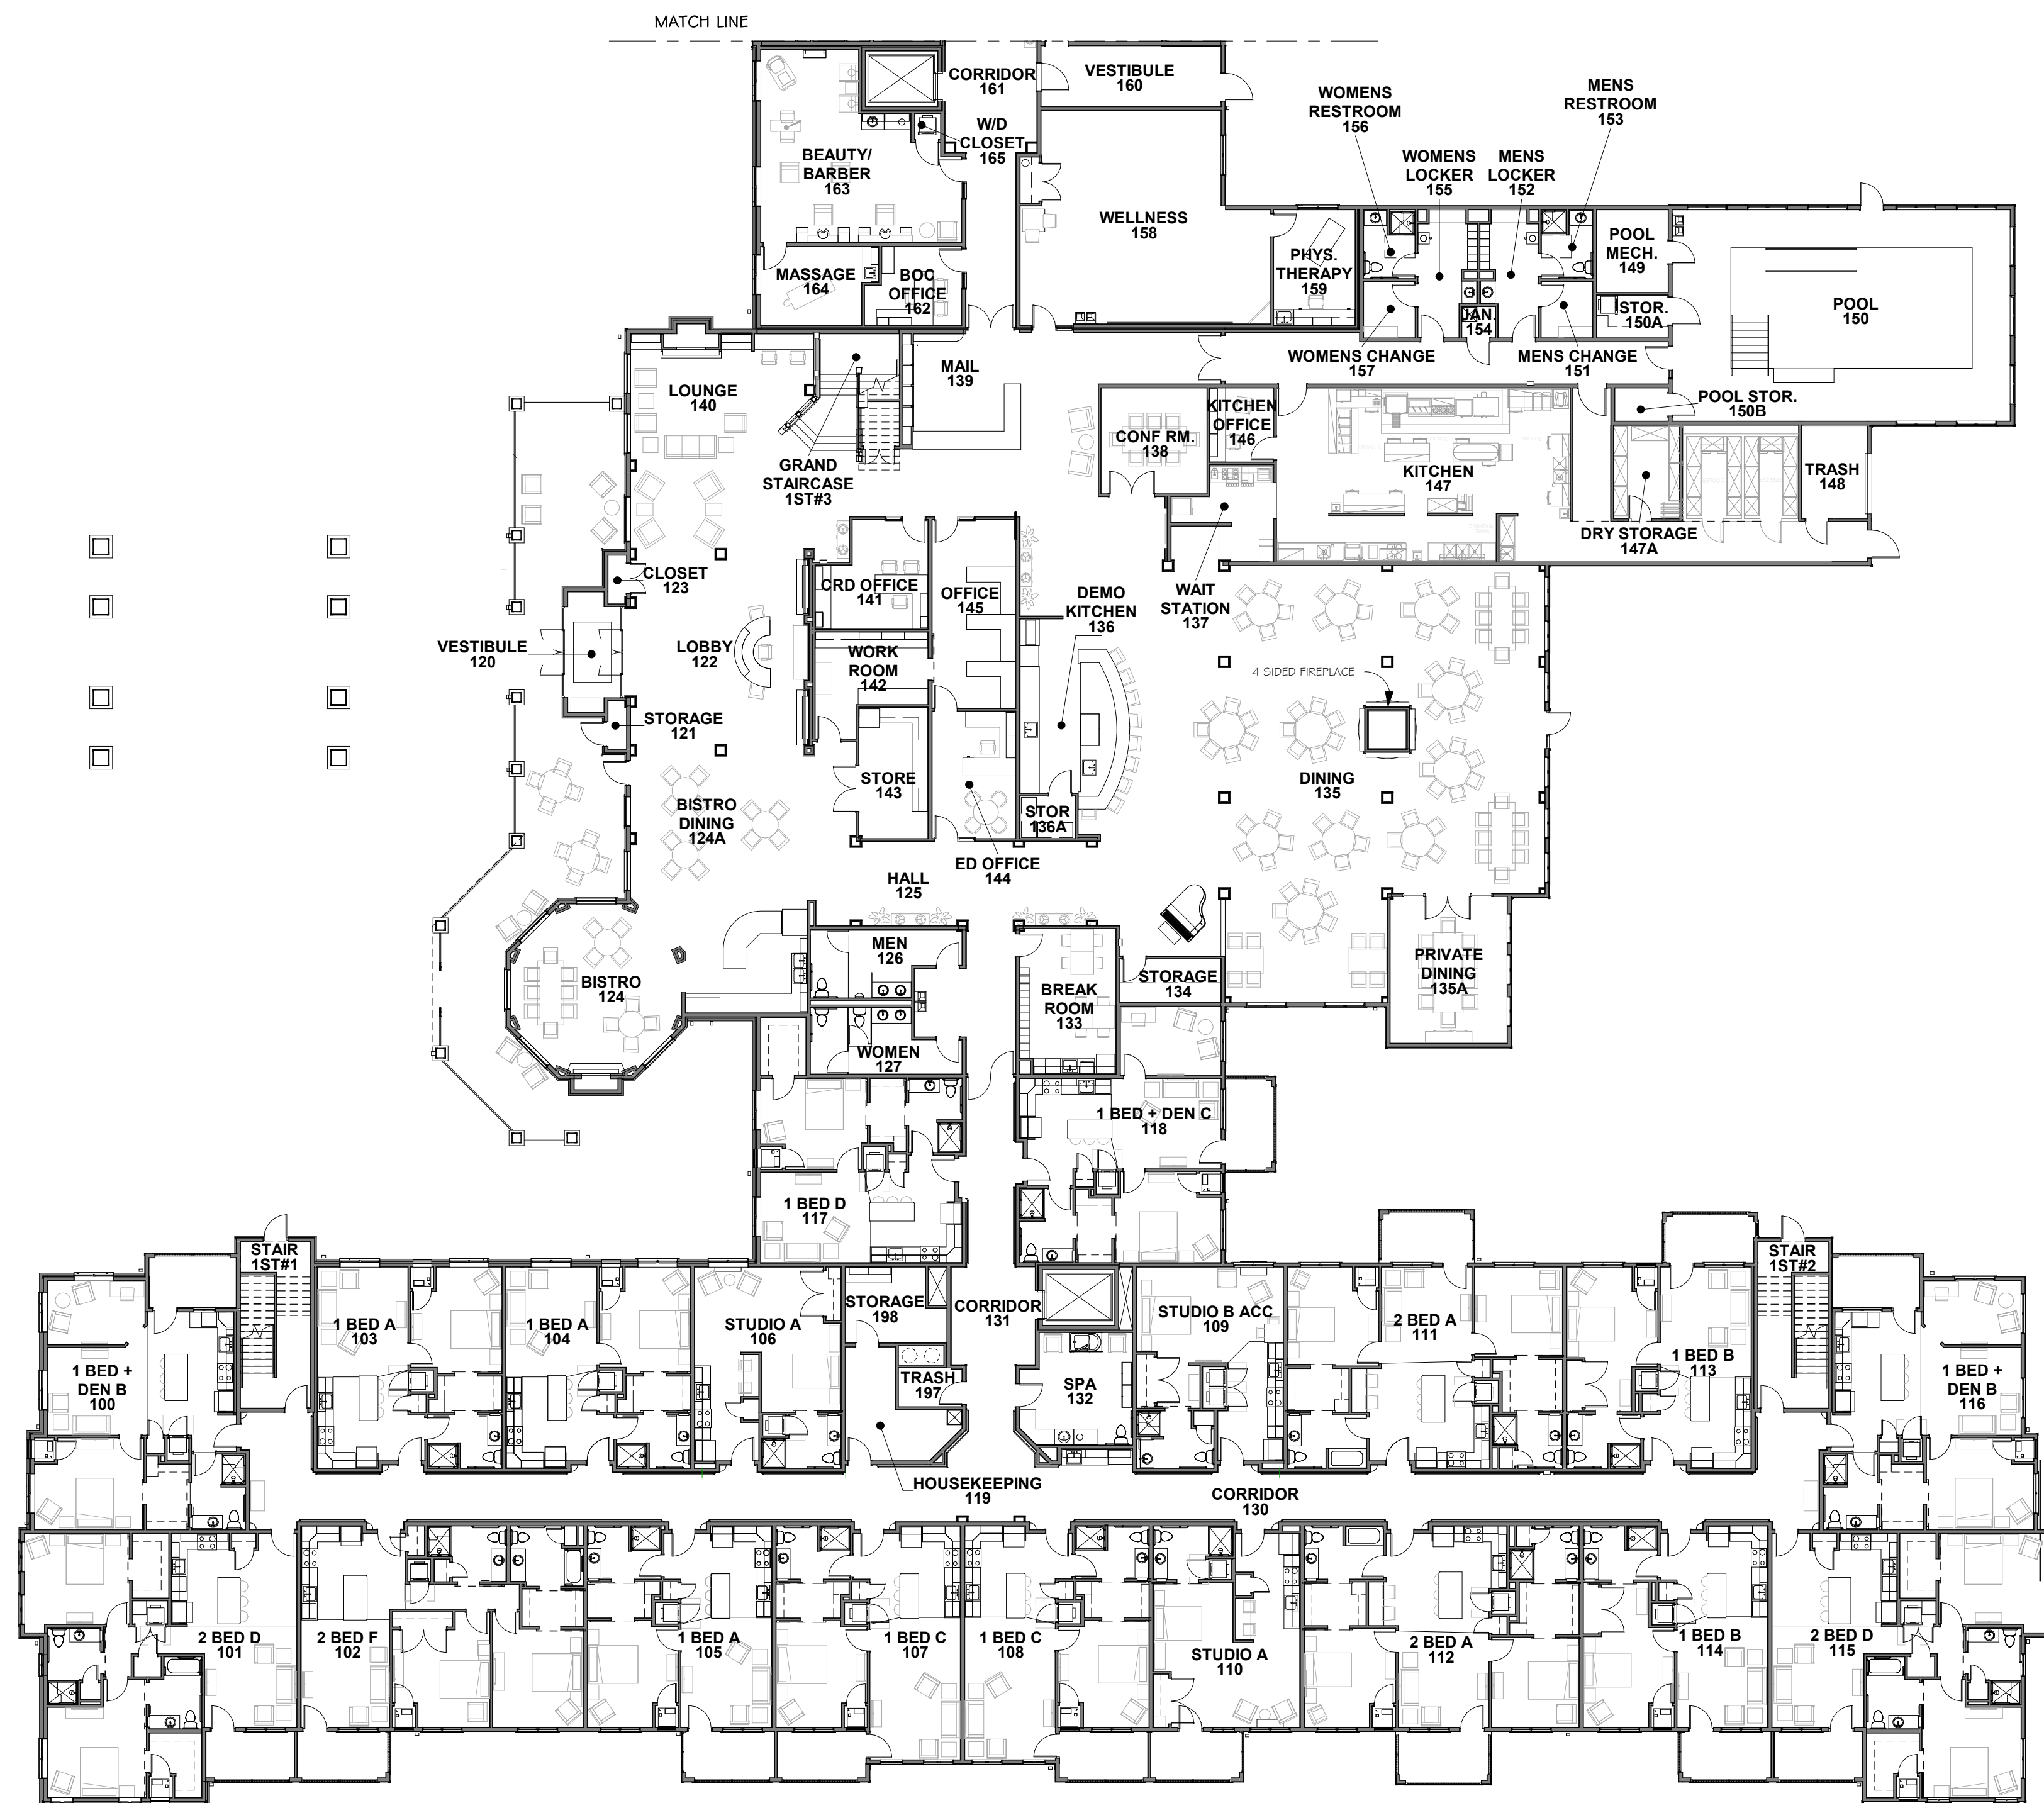 MATCH LINE
CORRIDOR
161
VESTIBULE
160
W/D
CLOSET
165
BEAUTY/
BARBER
163
WOMENS
RESTROOM
156
MENS
RESTROOM
153
WOMENS
LOCKER
155
MENS
LOCKER
152
WELLNESS
158
PHYS.
THERAPY
159
POOL
MECH.
149
MASSAGE
164
BOC
OFFICE
162
STOR.
150A
POOL
150
JAN.
154
WOMENS CHANGE
157
MENS CHANGE
151
MAIL
139
LOUNGE
140
POOL STOR.
150B
KITCHEN
OFFICE
146
CONF RM.
138
GRAND
STAIRCASE
1ST#3
KITCHEN
147
TRASH
148
DRY STORAGE
147A
CLOSET
123
CRD OFFICE
141
OFFICE
145
DEMO
KITCHEN
136
WAIT
STATION
137
VESTIBULE
120
LOBBY
122
WORK
ROOM
142
4 SIDED FIREPLACE
STORAGE
121
STORE
143
DINING
135
BISTRO
DINING
124A
STOR
136A
ED OFFICE
144
HALL
125
MEN
126
BISTRO
124
BREAK
ROOM
133
STORAGE
134
PRIVATE
DINING
135A
WOMEN
127
1 BED + DEN C
118
1 BED D
117
STAIR
1ST#1
STAIR
1ST#2
1 BED A
103
1 BED A
104
STUDIO A
106
STORAGE
198
CORRIDOR
131
STUDIO B ACC
109
2 BED A
111
1 BED B
113
1 BED +
DEN B
100
TRASH
197
SPA
132
1 BED +
DEN B
116
HOUSEKEEPING
119
CORRIDOR
130
2 BED D
101
2 BED F
102
1 BED A
105
1 BED C
107
1 BED C
108
STUDIO A
110
2 BED A
112
1 BED B
114
2 BED D
115